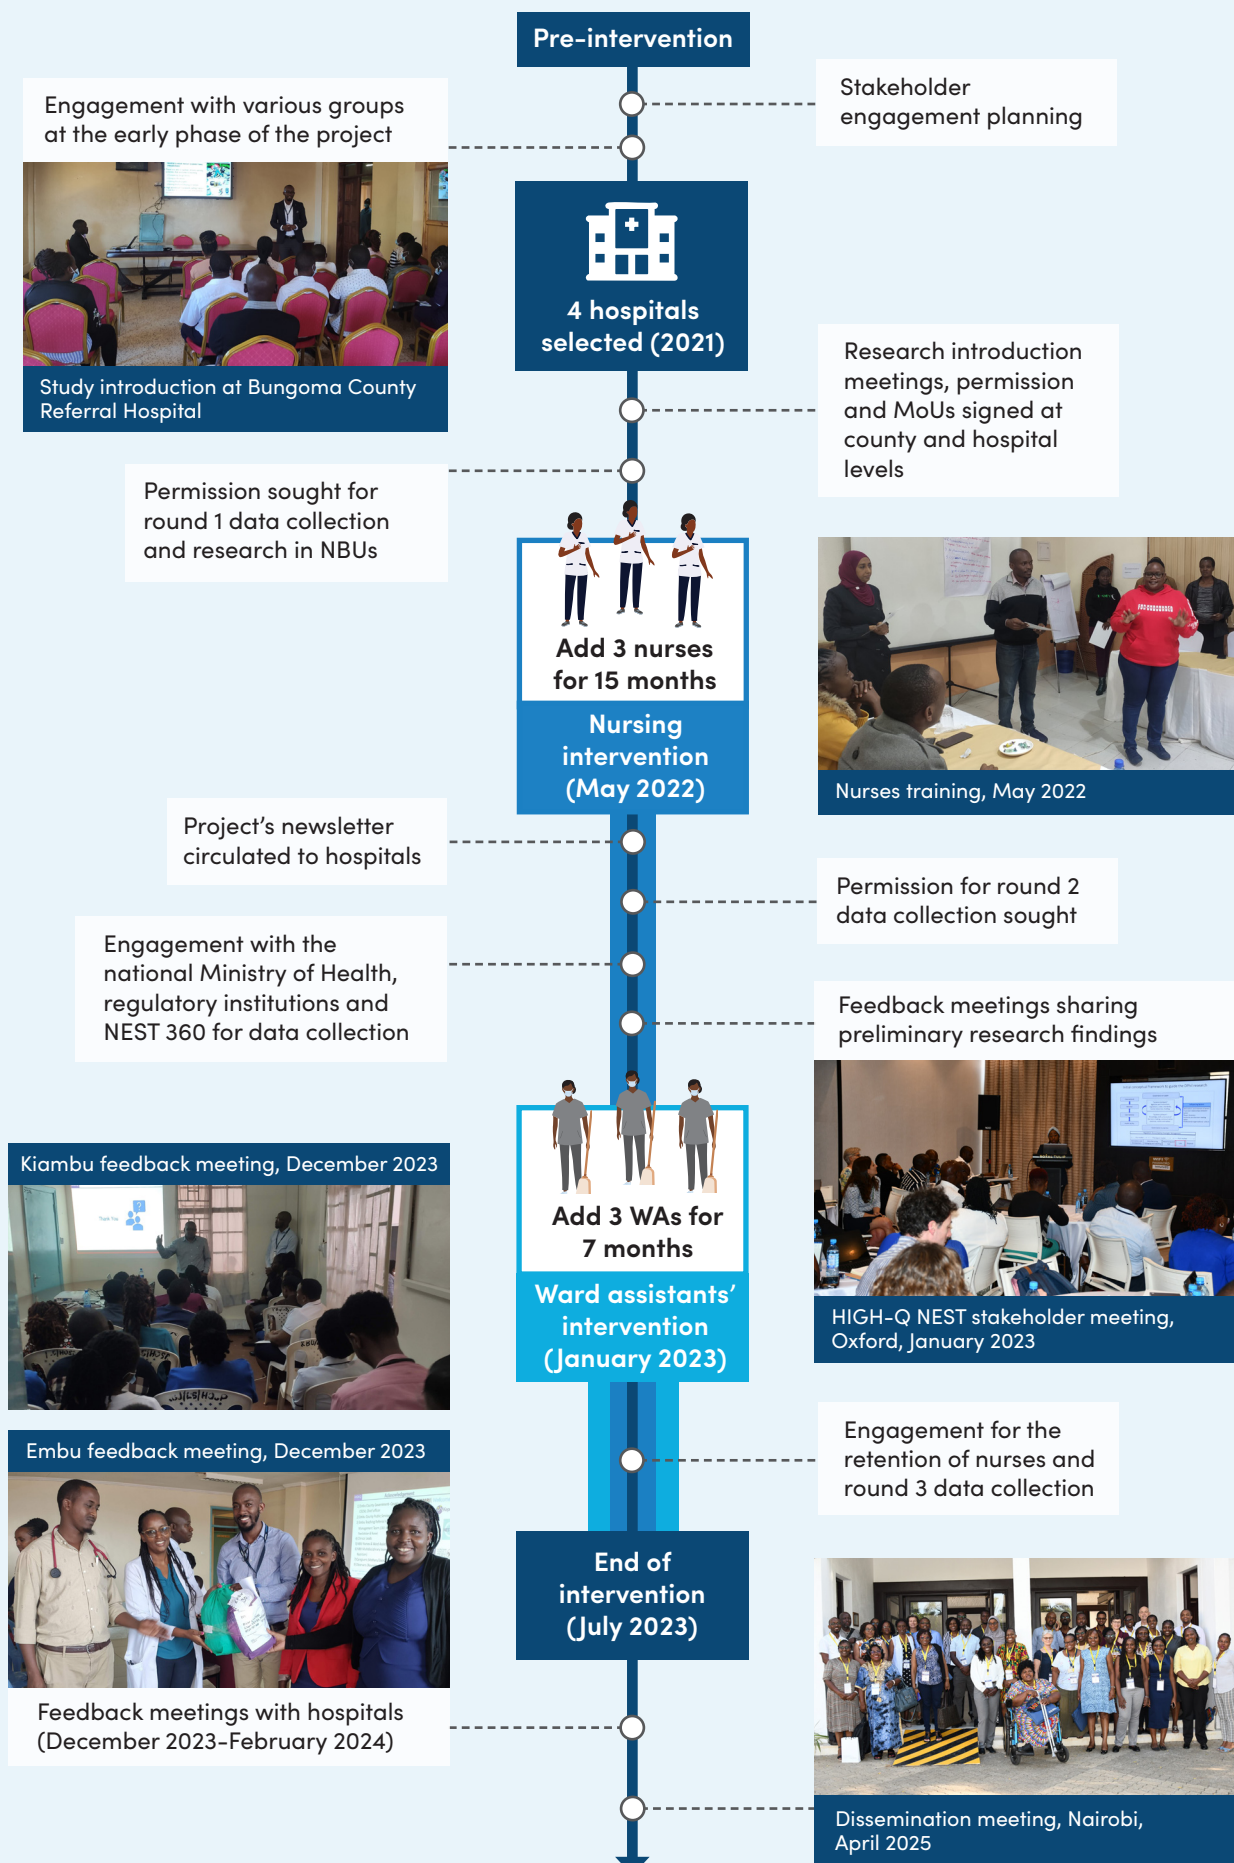 Pre-intervention
Stakeholder
engagement planning
Engagement with various groups
at the early phase of the project
Study introduction at Bungoma County
Referral Hospital
4 hospitals
selected (2021)
Research introduction
meetings, permission
and MoUs signed at
county and hospital
levels
Permission sought for
round 1 data collection
and research in NBUs
Add 3 nurses
for 15 months
Nursing
intervention
(May 2022)
Nurses training, May 2022
Project's newsletter
circulated to hospitals
Permission for round 2
data collection sought
Engagement with the
national Ministry of Health,
regulatory institutions and
NEST 360 for data collection
Feedback meetings sharing
preliminary research findings
HIGH-Q NEST stakeholder meeting,
Oxford, January 2023
Add 3 WAs for
7 months
Ward assistants'
intervention
(January 2023)
Kiambu feedback meeting, December 2023
Thank You
Embu feedback meeting, December 2023
Engagement for the
retention of nurses and
round 3 data collection
End of
intervention
(July 2023)
Feedback meetings with hospitals
(December 2023-February 2024)
Dissemination meeting, Nairobi,
April 2025